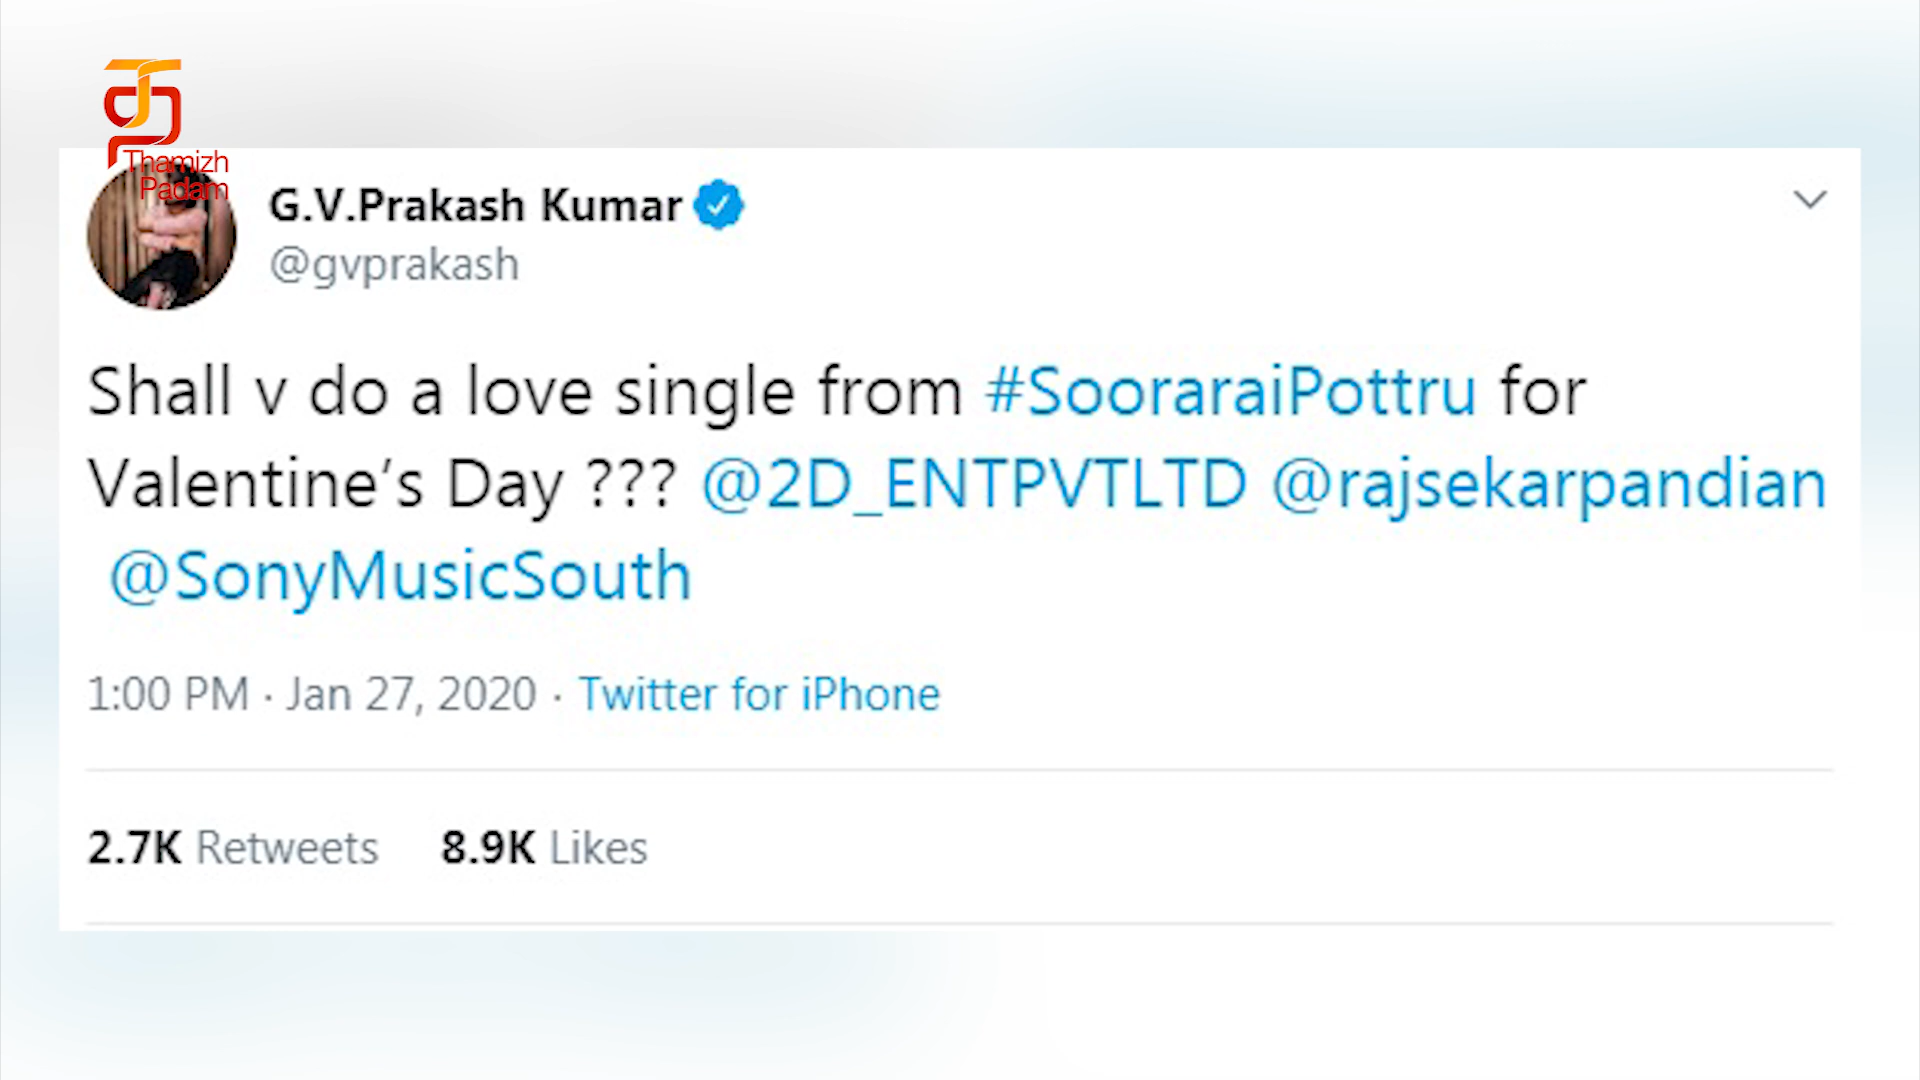 Thamizh
Padam
G.V.Prakash Kumar
@gvprakash
Shall v do a love single from #SooraraiPottru for
Valentine’s Day ??? @2D_ENTPVTLTD @rajsekarpandian
@SonyMusicSouth
1:00 PM · Jan 27, 2020 · Twitter for iPhone
2.7K Retweets 8.9K Likes